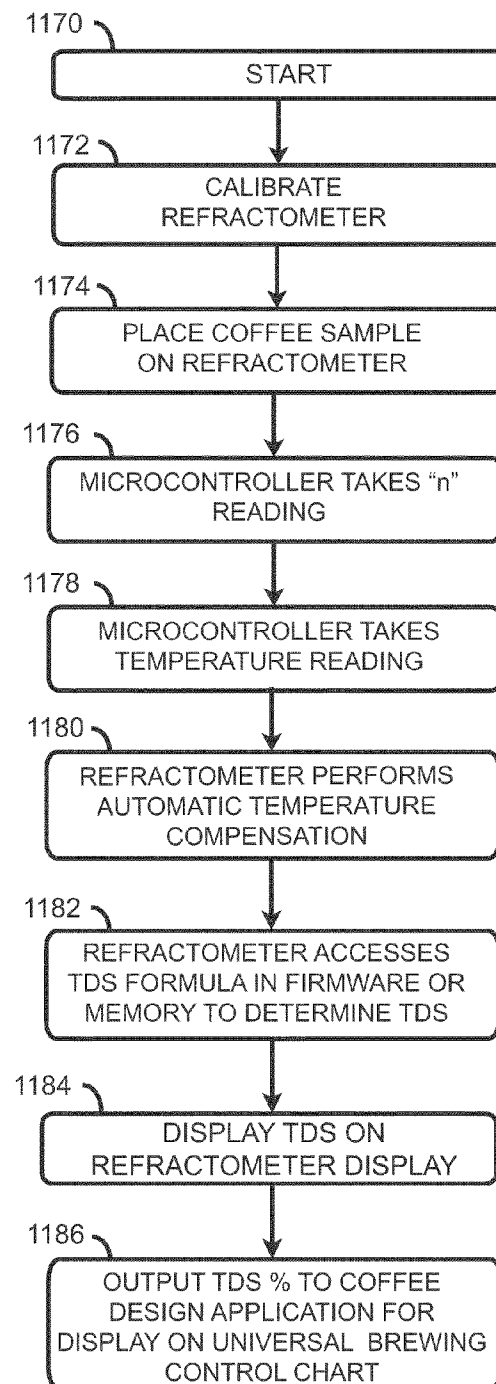 1170
START
1172
CALIBRATE
REFRACTOMETER
1174
PLACE COFFEE SAMPLE
ON REFRACTOMETER
1176
MICROCONTROLLER TAKES "n"
READING
1178
MICROCONTROLLER TAKES
TEMPERATURE READING
1180
REFRACTOMETER PERFORMS
AUTOMATIC TEMPERATURE
COMPENSATION
1182
REFRACTOMETER ACCESSES
TDS FORMULA IN FIRMWARE OR
MEMORY TO DETERMINE TDS
1184
DISPLAY TDS ON
REFRACTOMETER DISPLAY
1186
OUTPUT TDS % TO COFFEE
DESIGN APPLICATION FOR
DISPLAY ON UNIVERSAL BREWING
CONTROL CHART